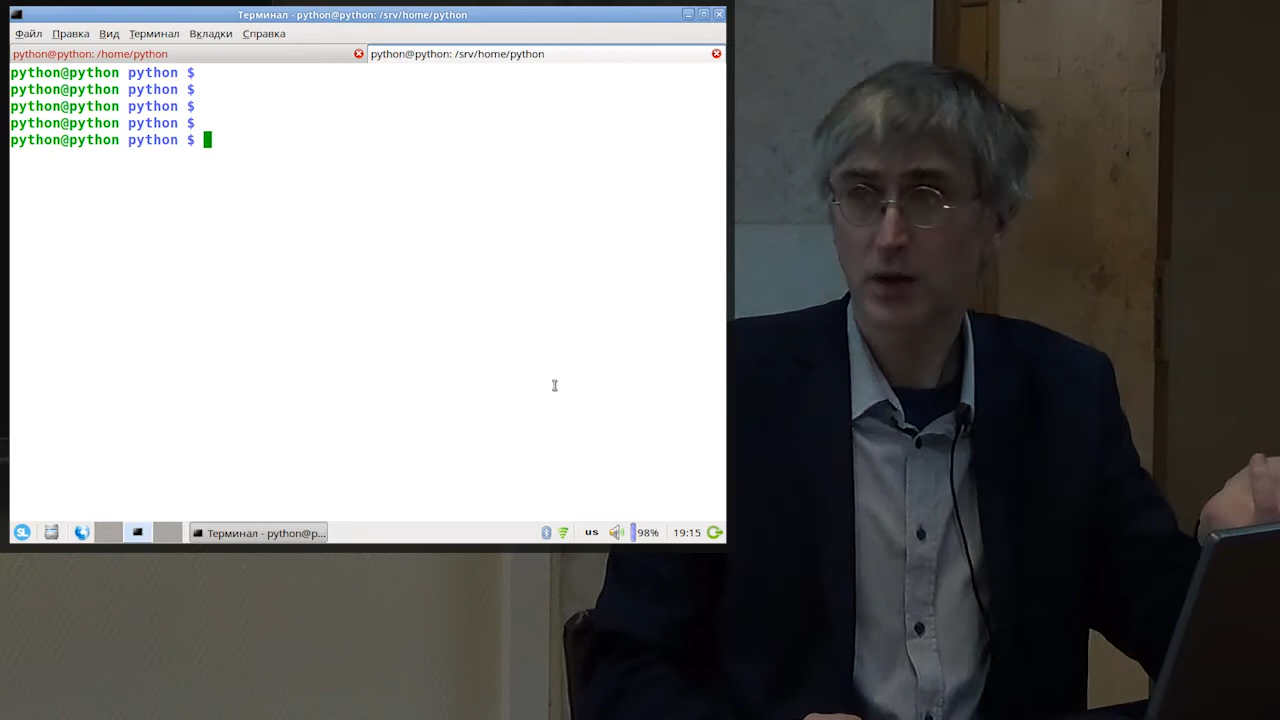 Терминал - python@python: /srv/home/python
Файл Правка Вид Терминал Вкладки Справка
python@python: /home/python
python@python: /srv/home/python
python@python python $
python@python python $
python@python python $
python@python python $
python@python python $
SL
Терминал - python@p...
us
98%
19:15